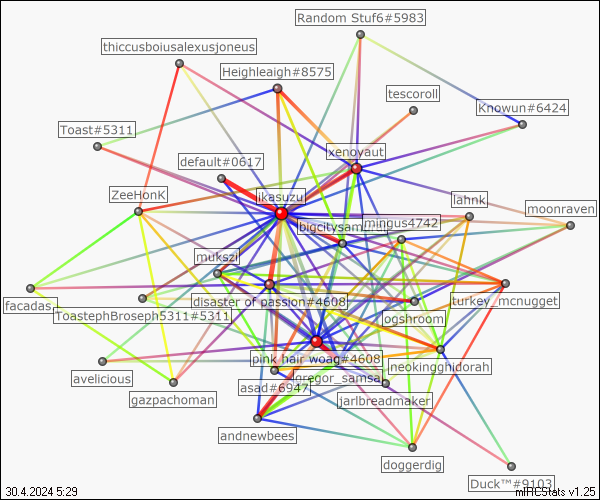 Random Stuf6#5983
thiccusboiusalexusjoneus
Heighleaigh#8575
tescoroll
Knowun#6424
Toast#5311
xenoyaut
default#0617
ZeeHonK
ikasuzu
lahnk
moonraven
mingus4742
mukszi
disaster of passion#4608
turkey_mcnugget
facadas
ToastephBroseph5311#5311
ogshroom
pink hair woag#4608
neokingghidorah
avelicious
gregor_samsa
asad#6947
gazpachoman
jarlbreadmaker
andnewbees
doggerdig
Duck™#9103
30.4.2024 5:29
mIRCStats v1.25